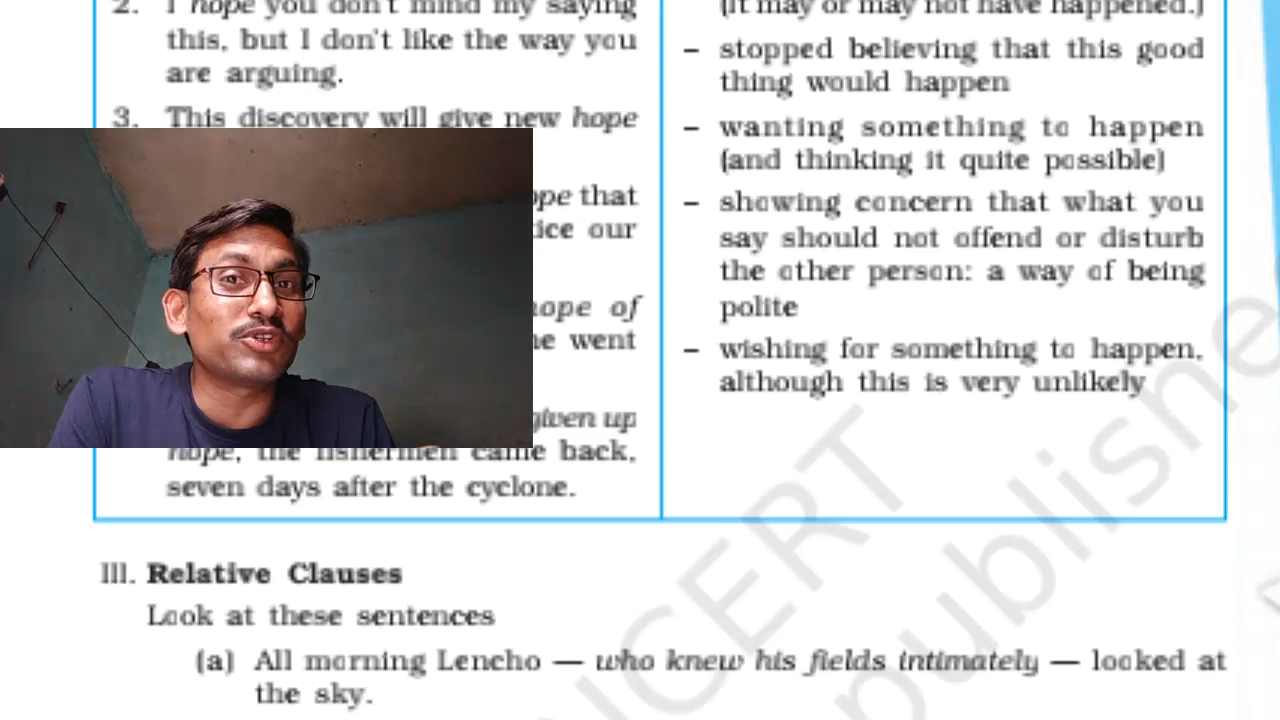 2. I hope you don't mind my saying
this, but I don't like the way you
are arguing.
3. This discovery will give new hope
that
our
hope of
went
given up
hope, the fishermen came back,
seven days after the cyclone.
(It may or may not have happened.)
– stopped believing that this good
thing would happen
– wanting something to happen
(and thinking it quite possible)
– showing concern that what you
say should not offend or disturb
the other person: a way of being
polite
– wishing for something to happen,
although this is very unlikely
III. Relative Clauses
Look at these sentences
(a) All morning Lencho — who knew his fields intimately — looked at
the sky.
NCERT
publishe